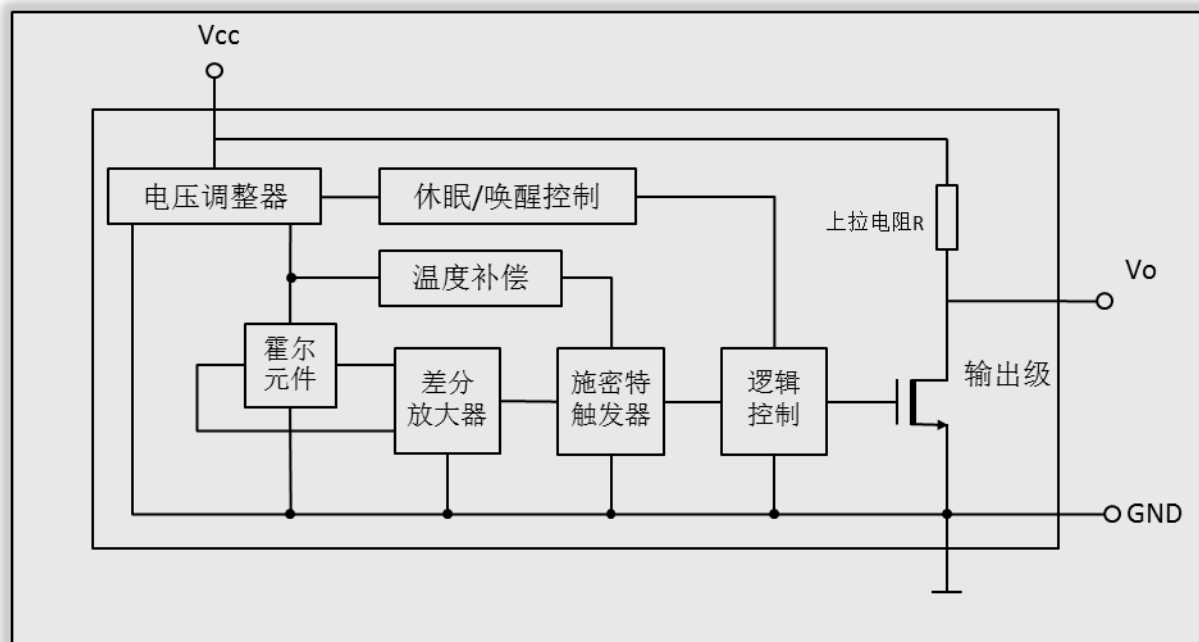 Vcc
电压调整器
休眠/唤醒控制
上拉电阻R
温度补偿
Vo
霍尔
元件
差分
放大器
施密特
触发器
逻辑
控制
输出级
GND